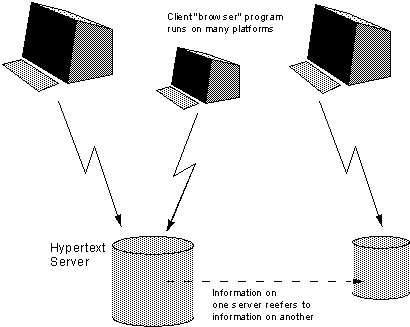 Client "browser" program
runs on many platforms
Hypertext
Server
Information on
one server reefers to
information on another